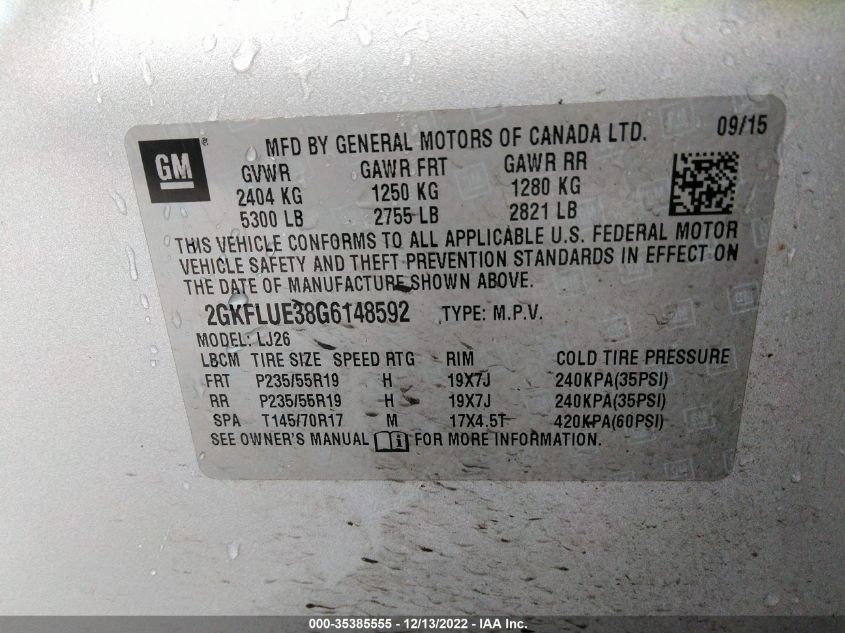 GM ® MFD BY GENERAL MOTORS OF CANADA LTD. 09/15
GVWR GAWR FRT GAWR RR
2404 KG 1250 KG 1280 KG
5300 LB 2755 LB 2821 LB
THIS VEHICLE CONFORMS TO ALL APPLICABLE U.S. FEDERAL MOTOR
VEHICLE SAFETY AND THEFT PREVENTION STANDARDS IN EFFECT ON
THE DATE OF MANUFACTURE SHOWN ABOVE.
2GKFLUE38G6148592 TYPE: M.P.V.
MODEL: LJ26
LBCM TIRE SIZE SPEED RTG RIM COLD TIRE PRESSURE
FRT P235/55R19 H 19X7J 240KPA(35PSI)
RR P235/55R19 H 19X7J 240KPA(35PSI)
SPA T145/70R17 M 17X4.5T 420KPA(60PSI)
SEE OWNER'S MANUAL FOR MORE INFORMATION.
000-35385555 - 12/13/2022 - IAA Inc.